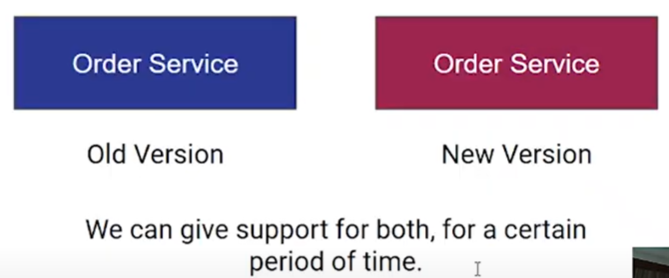 Order Service
Order Service
Old Version
New Version
We can give support for both, for a certain
period of time.